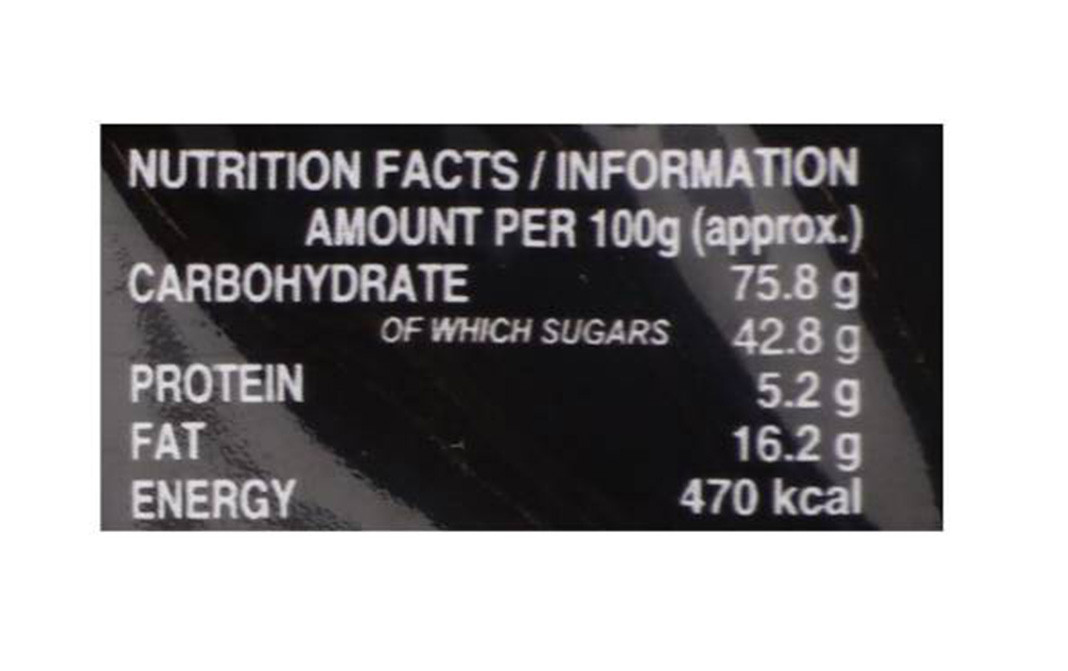 NUTRITION FACTS / INFORMATION
AMOUNT PER 100g (approx.)
CARBOHYDRATE 75.8 g
OF WHICH SUGARS 42.8 g
PROTEIN 5.2 g
FAT 16.2 g
ENERGY 470 kcal